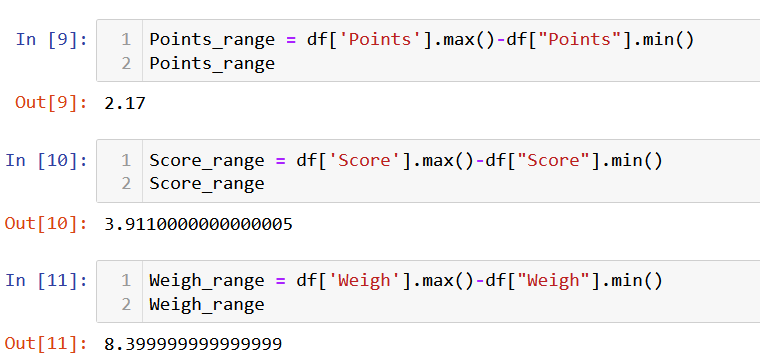 In [9]: 1 Points_range = df['Points'].max()-df["Points"].min()
2 Points_range
Out[9]: 2.17
In [10]: 1 Score_range = df['Score'].max()-df["Score"].min()
2 Score_range
Out[10]: 3.9110000000000005
In [11]: 1 Weigh_range = df['Weigh'].max()-df["Weigh"].min()
2 Weigh_range
Out[11]: 8.399999999999999